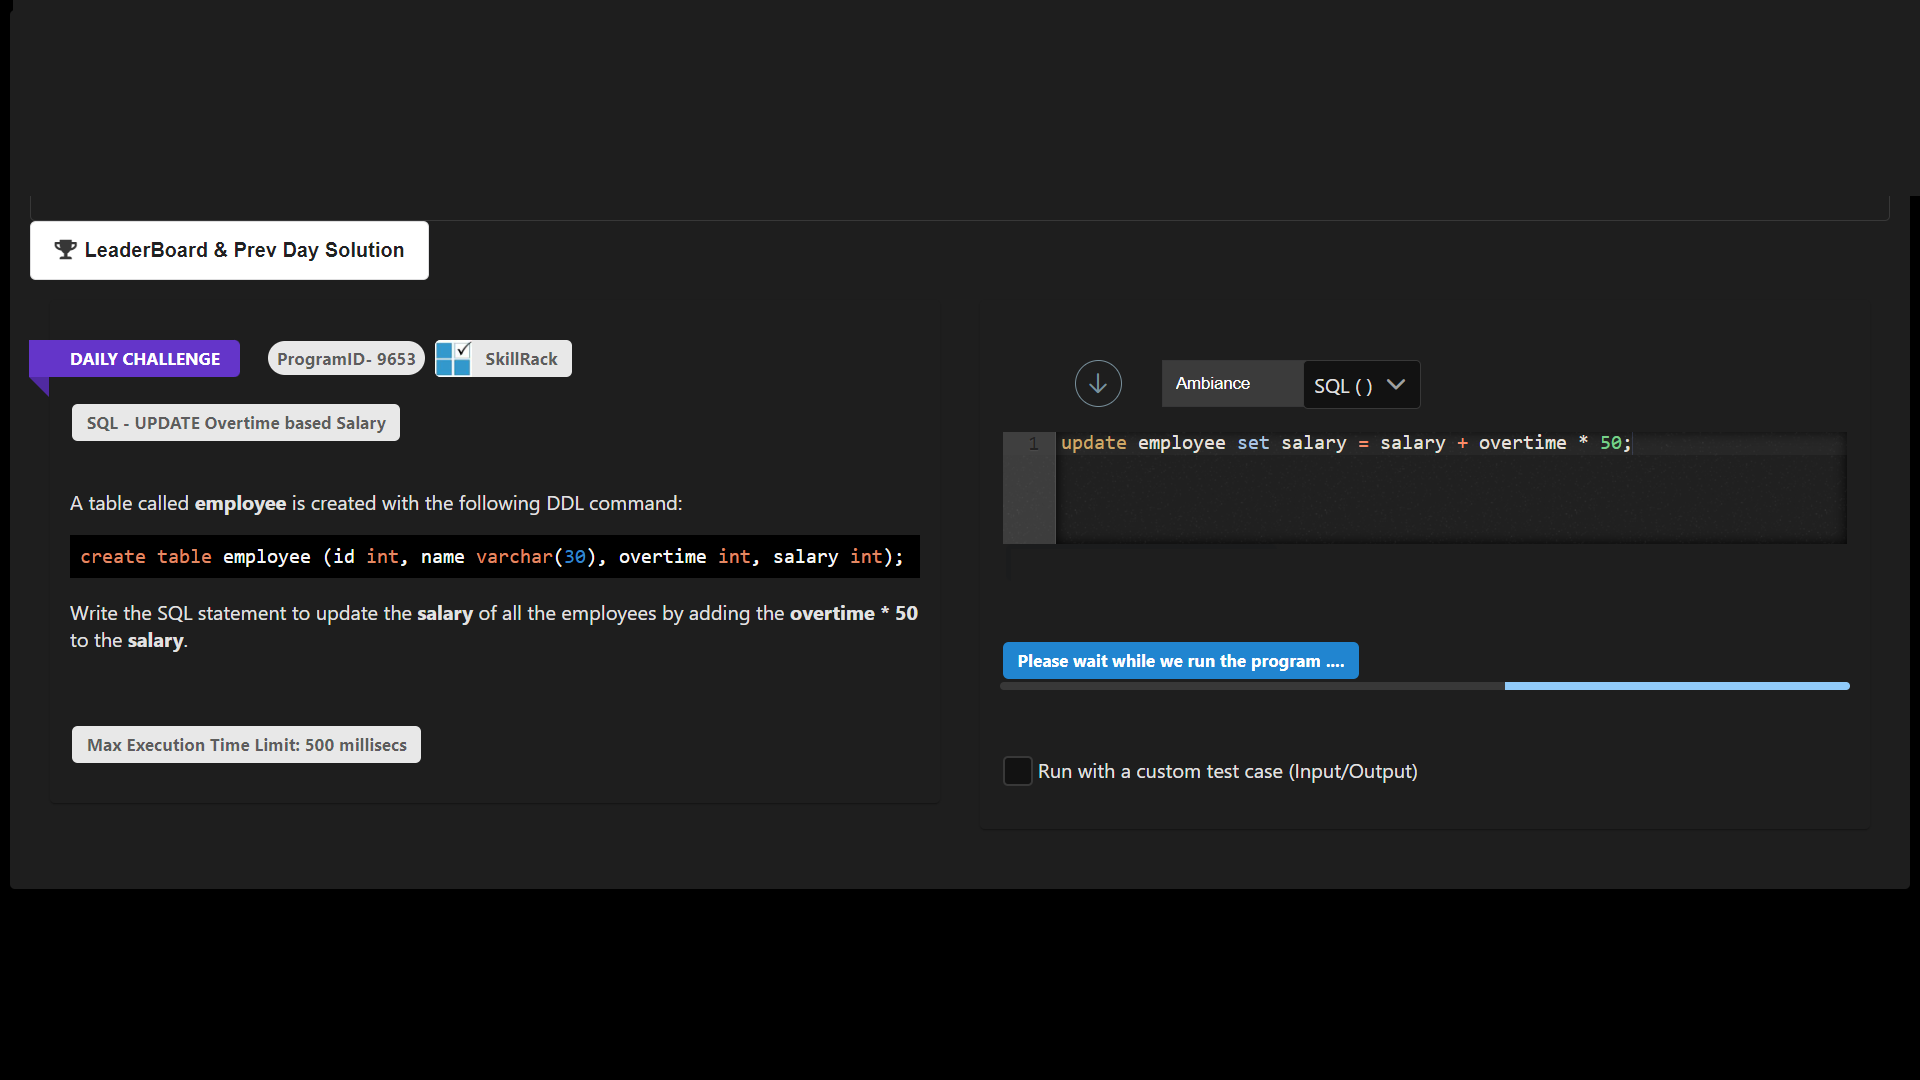 LeaderBoard & Prev Day Solution
DAILY CHALLENGE
ProgramID- 9653
SkillRack
SQL - UPDATE Overtime based Salary
A table called employee is created with the following DDL command:
create table employee (id int, name varchar(30), overtime int, salary int);
Write the SQL statement to update the salary of all the employees by adding the overtime * 50
to the salary.
Max Execution Time Limit: 500 millisecs
Ambiance
SQL ( )
1 update employee set salary = salary + overtime * 50;
Please wait while we run the program ....
Run with a custom test case (Input/Output)